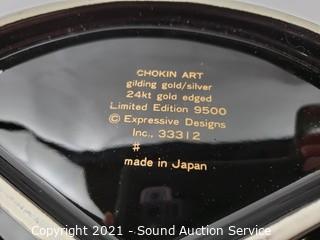 CHOKIN ART
gilding gold/silver
24kt gold edged
Limited Edition 9500
© Expressive Designs
Inc., 33312
#
made in Japan
Copyright 2021 - Sound Auction Service